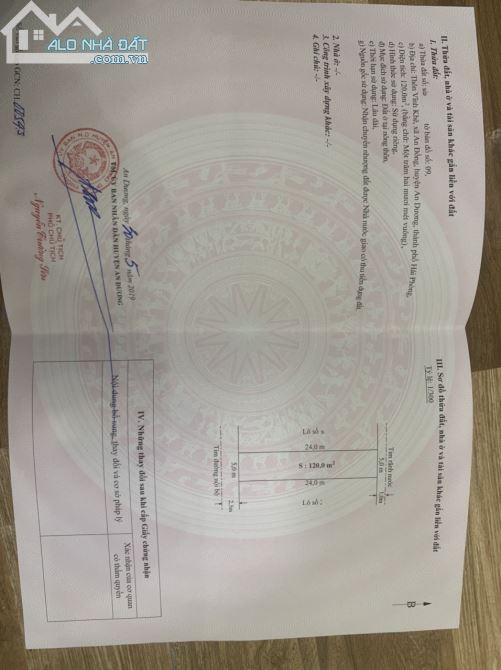 ALO NHÀ ĐẤT
.com.vn
II. Thửa đất, nhà ở và tài sản khác gắn liền với đất
1. Thửa đất:
a) Thửa đất số: tờ bản đồ số: 09,
b) Địa chỉ: Thôn Vĩnh Khê, xã An Đồng, huyện An Dương, thành phố Hải Phòng,
c) Diện tích: 120,0m², (bằng chữ: Một trăm hai mươi mét vuông),
d) Hình thức sử dụng: Sử dụng riêng,
đ) Mục đích sử dụng: Đất ở tại nông thôn,
e) Thời hạn sử dụng: Lâu dài,
g) Nguồn gốc sử dụng: Nhận chuyển nhượng đất được Nhà nước giao có thu tiền sử dụng đất.
2. Nhà ở: -/-
3. Công trình xây dựng khác: -/-
4. Ghi chú: -/-
An Dương, ngày tháng 5 năm 2019
TM. ỦY BAN NHÂN DÂN HUYỆN AN DƯƠNG
KT. CHỦ TỊCH
PHÓ CHỦ TỊCH
GCN: CH
III. Sơ đồ thửa đất, nhà ở và tài sản khác gắn liền với đất
Tỷ lệ: 1/300
B
Tim rãnh nước
5,0m
1,0m
Lô số
24,0 m
S : 120,0 m²
24,0 m
Lô số
5,0 m
2,5m
Tim đường nội bộ
IV. Những thay đổi sau khi cấp Giấy chứng nhận
Nội dung bổ sung, thay đổi và cơ sở pháp lý
Xác nhận của cơ quan
có thẩm quyền